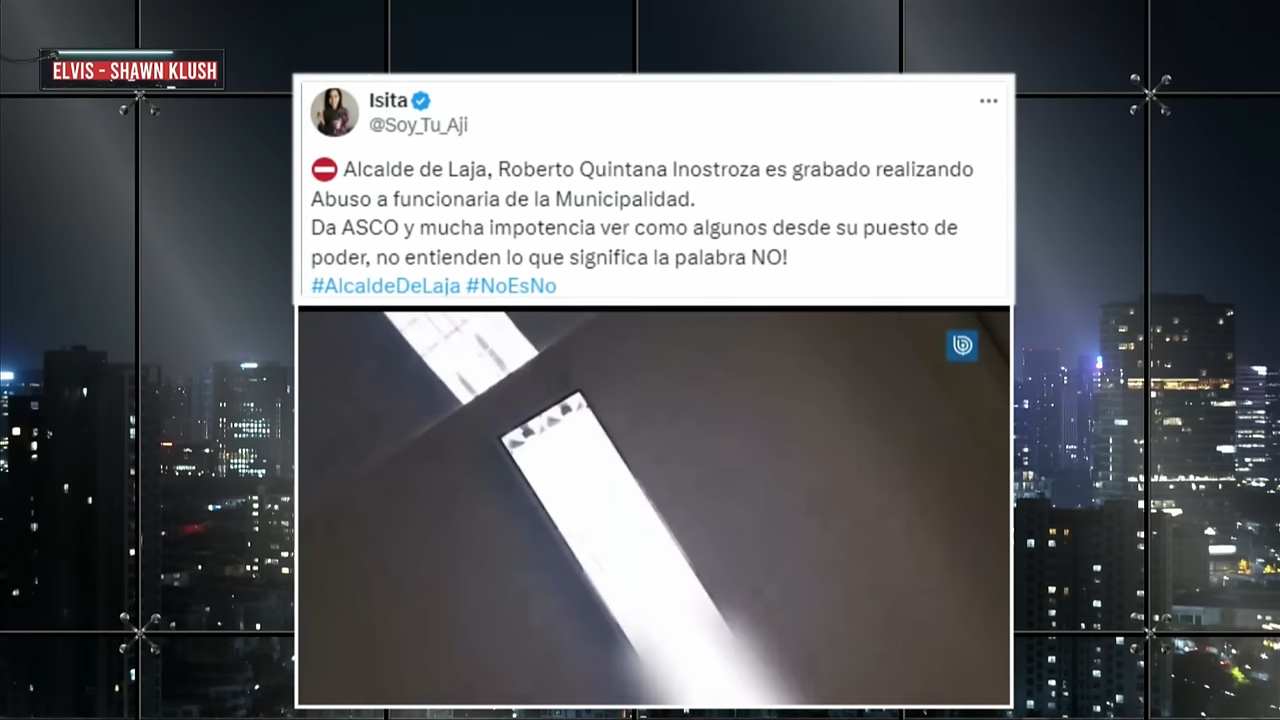 ELVIS - SHAWN KLUSH
Isita
@Soy_Tu_Aji
Alcalde de Laja, Roberto Quintana Inostroza es grabado realizando
Abuso a funcionaria de la Municipalidad.
Da ASCO y mucha impotencia ver como algunos desde su puesto de
poder, no entienden lo que significa la palabra NO!
#AlcaldeDeLaja #NoEsNo